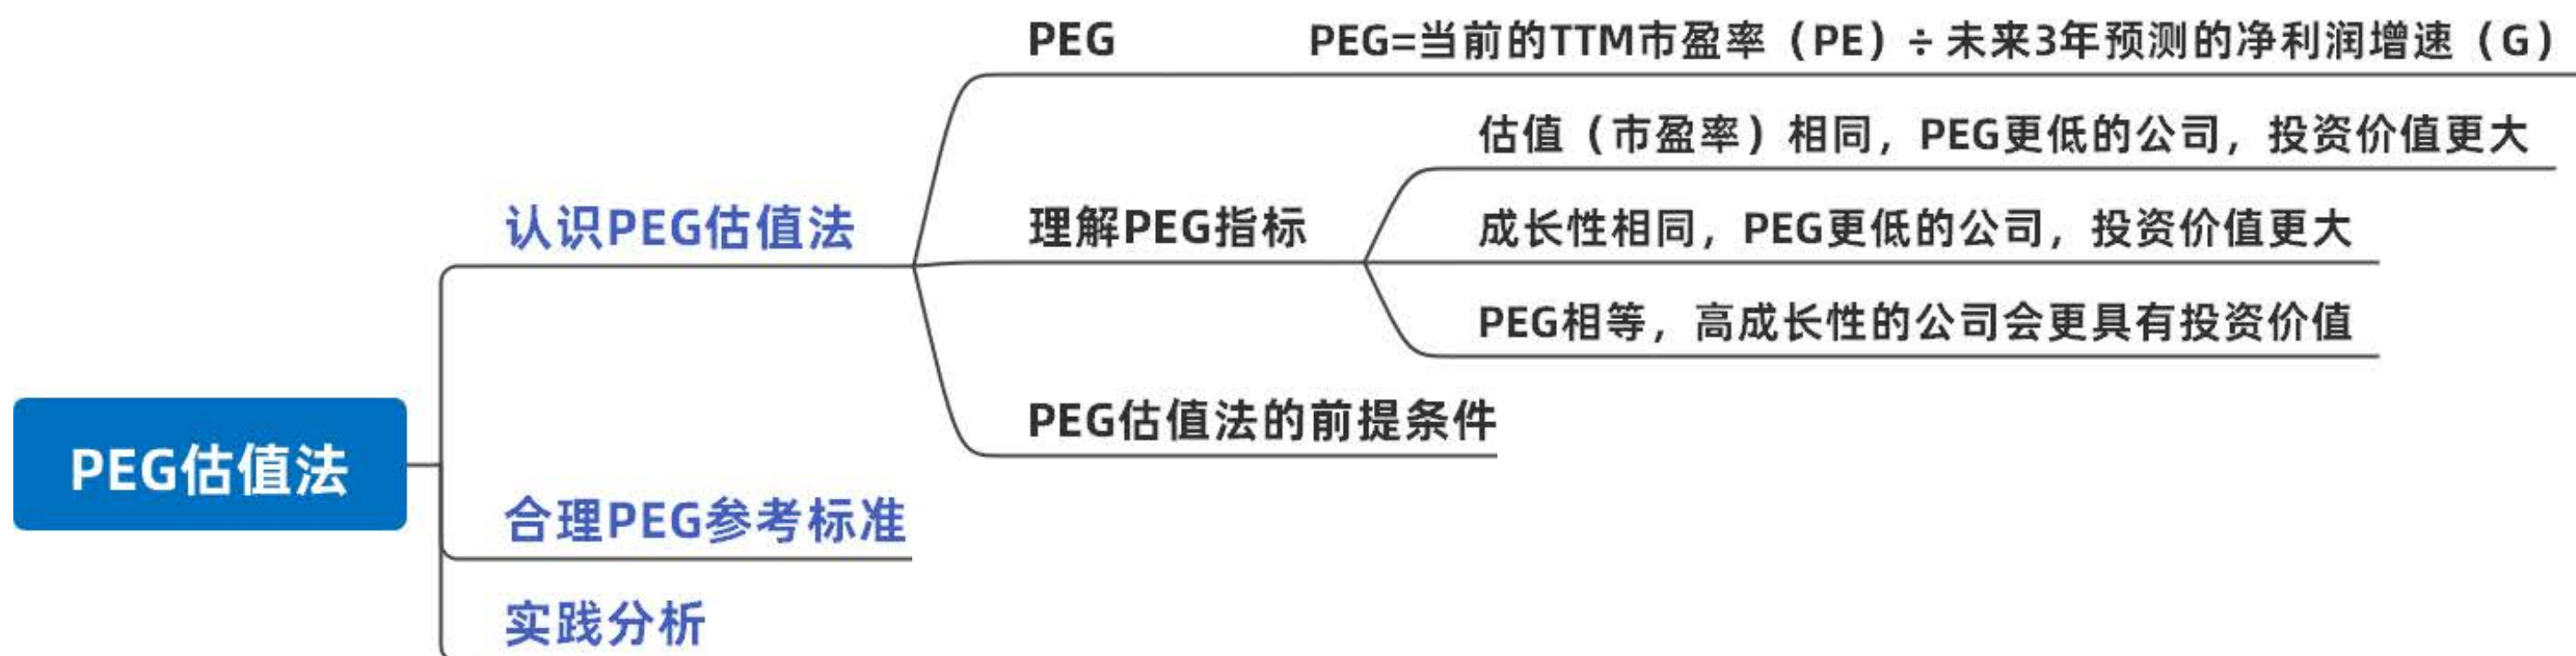 PEG
PEG=当前的TTM市盈率（PE）÷未来3年预测的净利润增速（G）
估值（市盈率）相同，PEG更低的公司，投资价值更大
认识PEG估值法
理解PEG指标
成长性相同，PEG更低的公司，投资价值更大
PEG相等，高成长性的公司会更具有投资价值
PEG估值法的前提条件
PEG估值法
合理PEG参考标准
实践分析